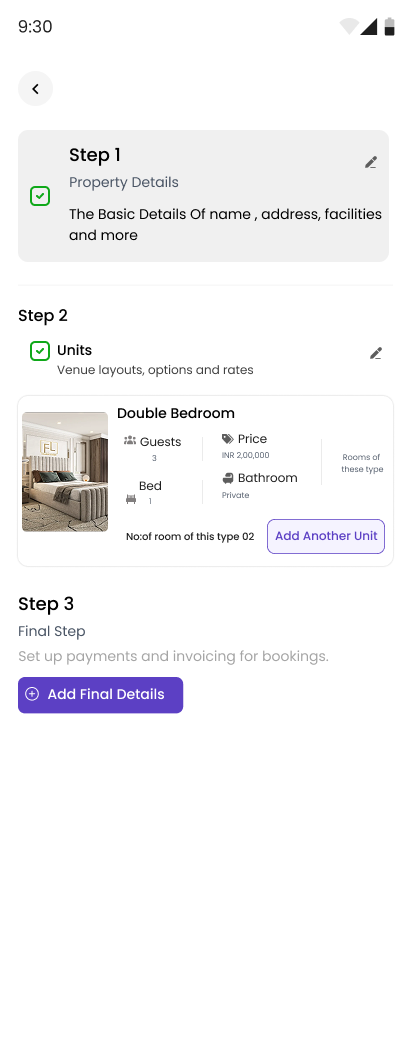 9:30
Step 1
Property Details
The Basic Details Of name , address, facilities
and more
Step 2
Units
Venue layouts, options and rates
Double Bedroom
FL
Guests
3
Price
INR 2,00,000
Rooms of
these type
Bed
1
Bathroom
Private
No:of room of this type 02
Add Another Unit
Step 3
Final Step
Set up payments and invoicing for bookings.
Add Final Details